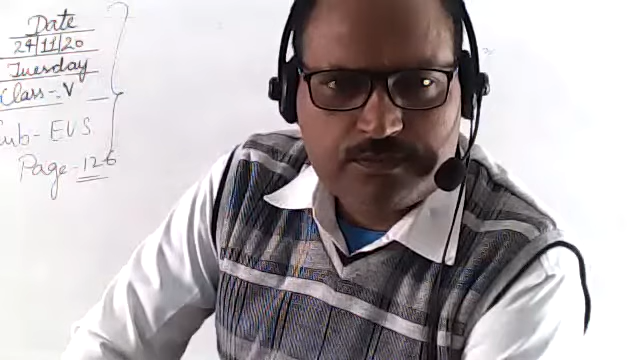 Date
24/11/20
Tuesday
Class-:V
Sub- EVS
Page-126